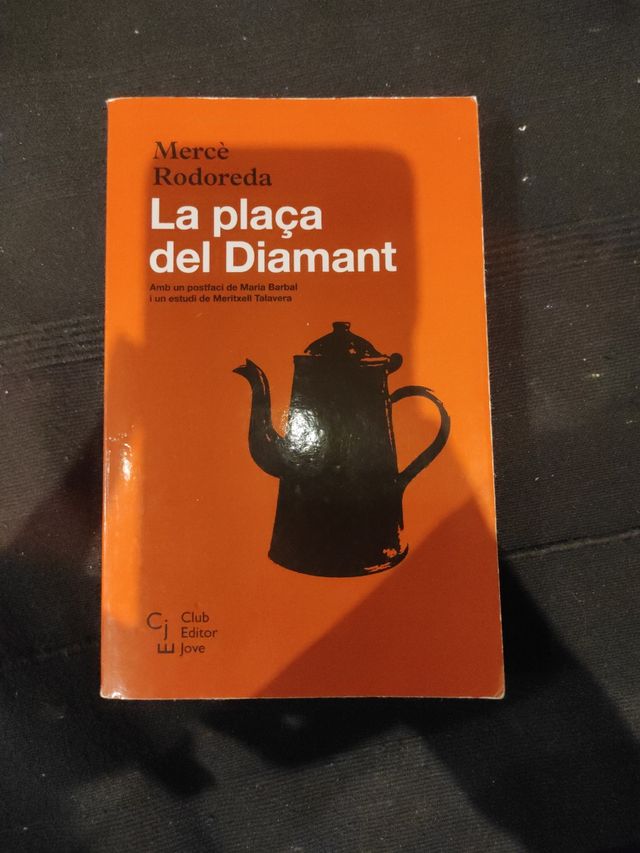 Mercè
Rodoreda
La plaça
del Diamant
Amb un postfaci de Maria Barbal
i un estudi de Meritxell Talavera
CjE
Club
Editor
Jove